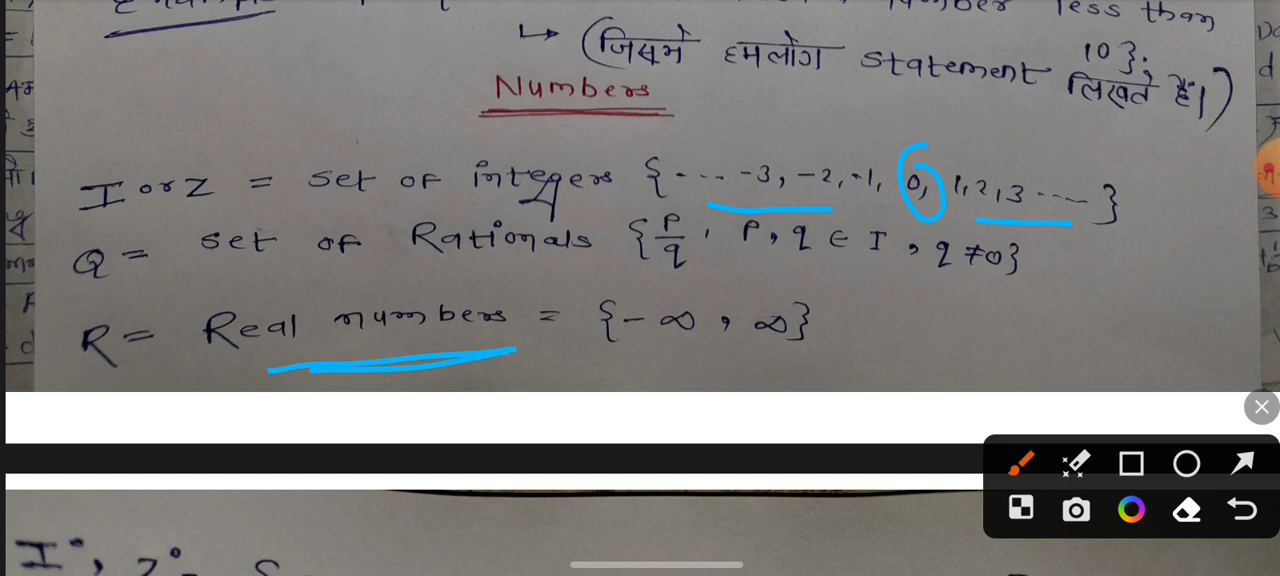 less than
↳ (जिसमे हमलोग statement 10}; लिखते हैं।)
Numbers
I or Z = set of integers {.... -3, -2, -1, 0, 1, 2, 3 ....}
Q = set of Rationals {p/q, p, q ∈ I, q ≠ 0}
R = Real numbers = {-∞, ∞}